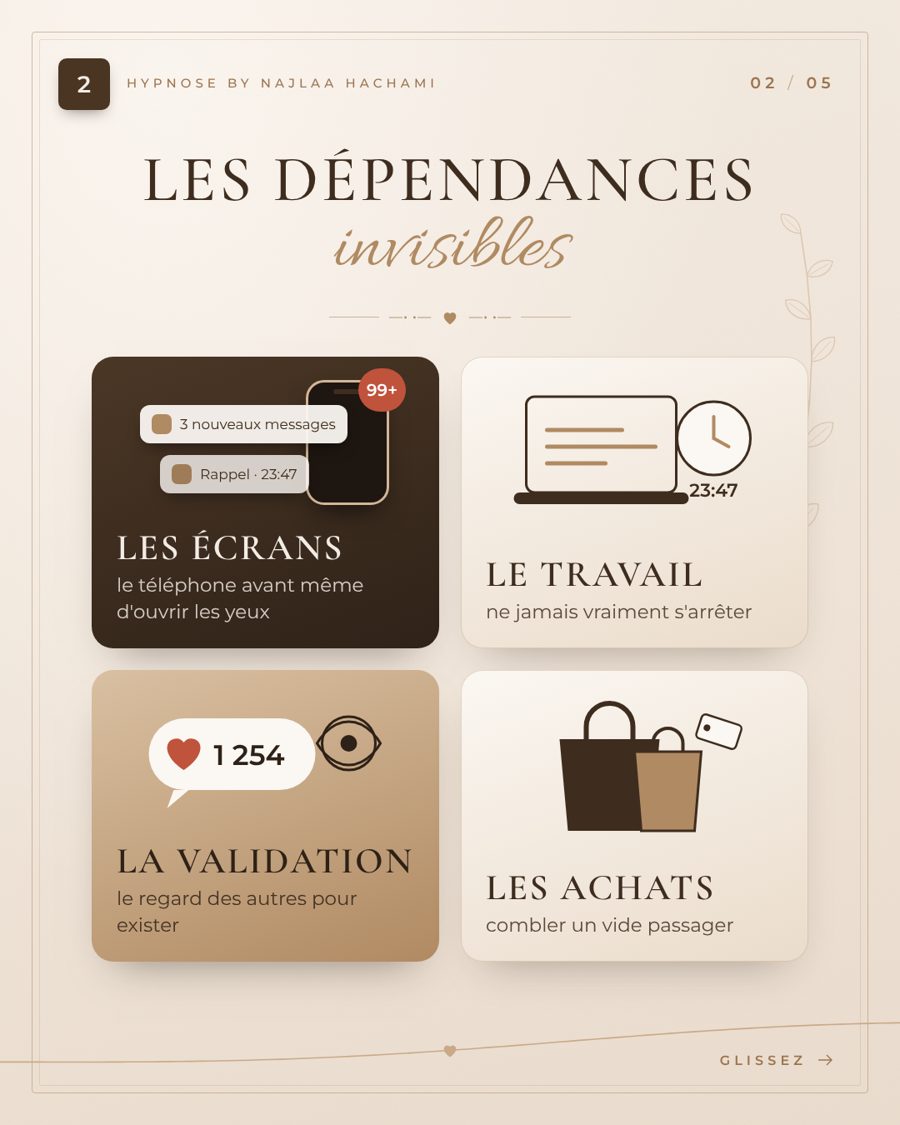 2
HYPNOSE BY NAJLAA HACHAMI
02 / 05
LES DÉPENDANCES
invisibles
99+
3 nouveaux messages
Rappel · 23:47
LES ÉCRANS
le téléphone avant même
d'ouvrir les yeux
23:47
LE TRAVAIL
ne jamais vraiment s'arrêter
1 254
LA VALIDATION
le regard des autres pour
exister
LES ACHATS
combler un vide passager
GLISSEZ →